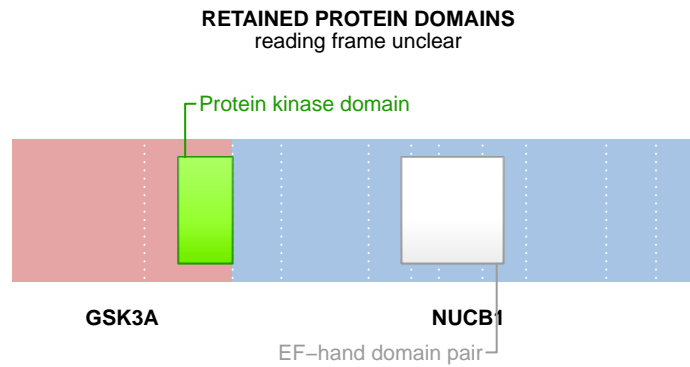 RETAINED PROTEIN DOMAINS
reading frame unclear
Protein kinase domain
GSK3A
NUCB1
EF−hand domain pair